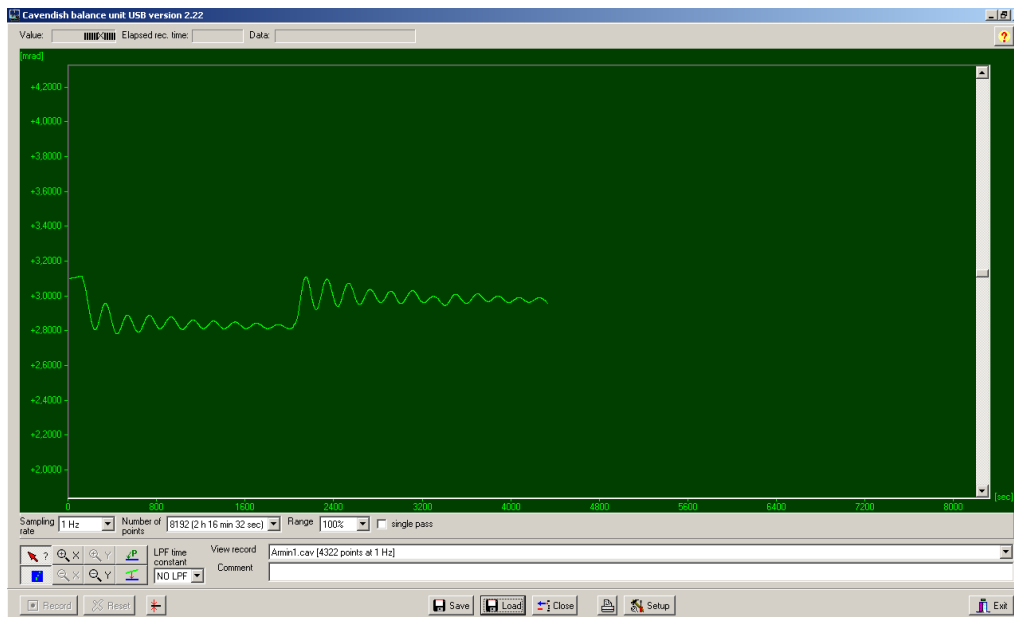 Cavendish balance unit USB version 2.22
Value: Elapsed rec. time: Data:
[mrad]
+4,2000
+4,0000
+3,8000
+3,6000
+3,4000
+3,2000
+3,0000
+2,8000
+2,6000
+2,4000
+2,2000
+2,0000
0 800 1600 2400 3200 4000 4800 5600 6400 7200 8000 [sec]
Sampling rate 1 Hz Number of points 8192 (2 h 16 min 32 sec) Range 100% single pass
? X Y P LPF time constant View record Armin1.cav [4322 points at 1 Hz]
X Y NO LPF Comment
Record Reset Save Load Close Setup Exit